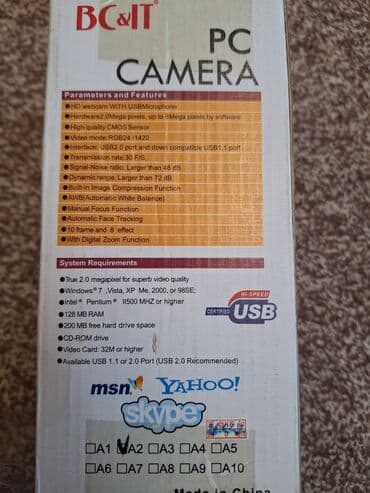 BC&IT
PC
CAMERA
Parameters and Features
●HD webcam WITH USBMicrophone
●Hardware2.0Mega pixels, up to 8Mega pixels by software
●High quality CMOS Sensor
●Video mode:RGB24 /1420
●Interface: USB2.0 port and down compatible USB1.1 port
●Transmission rate:30 F/S,
●Signal-Noise ratio: Larger than 48 dB
●Dynamic range: Larger than 72 dB
●Built-in Image Compression Function
●AWB(Automatic White Balance)
●Manual Focus Function
●Automatic Face Tracking
●10 frame and 8 effect
●With Digital Zoom Function
System Requirements
●True 2.0 megapixel for superb video quality
●Windows®7 ,Vista, XP Me, 2000, or 98SE;
●Intel® Pentium® II500 MHZ or higher
●128 MB RAM
●200 MB free hard drive space
●CD-ROM drive
●Video Card: 32M or higher
●Available USB 1.1 or 2.0 Port (USB 2.0 Recommended)
HI-SPEED
CERTIFIED USB
msn YAHOO!
skype
□A1 □A2 □A3 □A4 □A5
□A6 □A7 □A8 □A9 □A10
Made in China